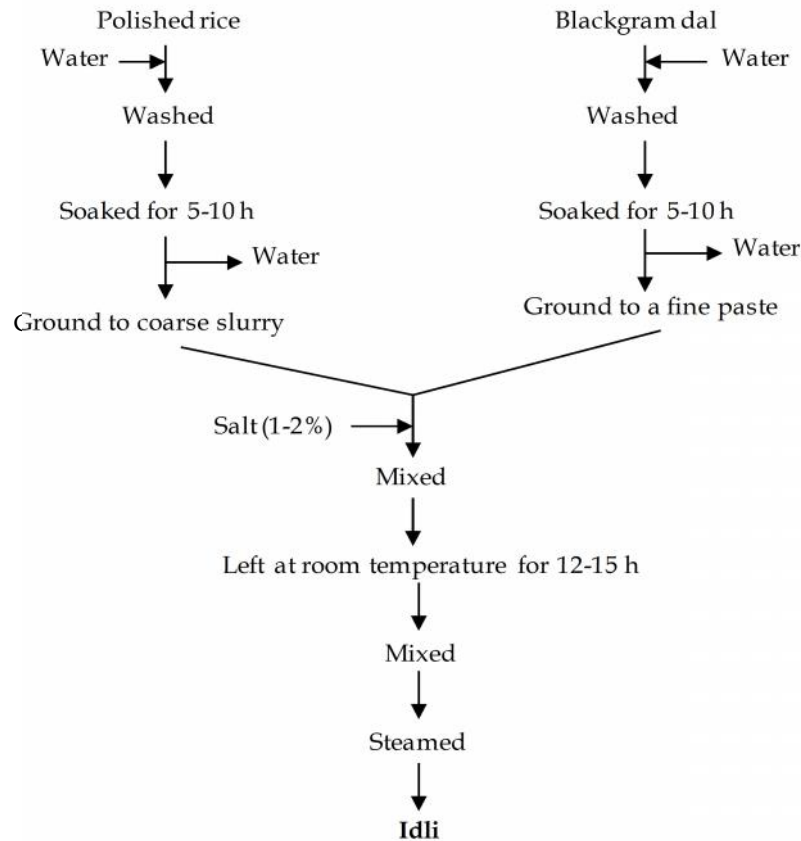 Polished rice
Blackgram dal
Water
Water
Washed
Washed
Soaked for 5-10 h
Soaked for 5-10 h
Water
Water
Ground to coarse slurry
Ground to a fine paste
Salt (1-2%)
Mixed
Left at room temperature for 12-15 h
Mixed
Steamed
Idli